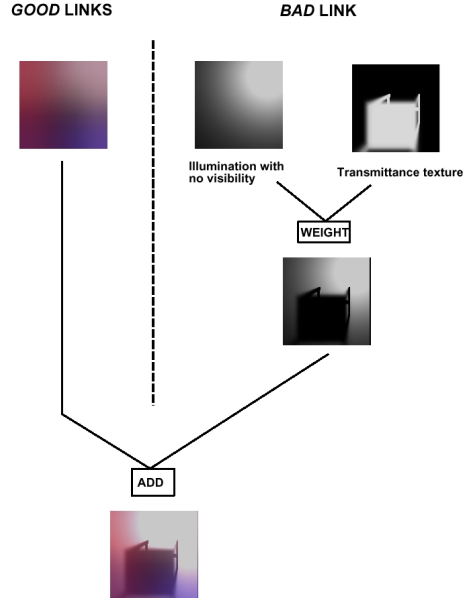 GOOD LINKS
BAD LINK
Illumination with
no visibility
Transmittance texture
WEIGHT
ADD